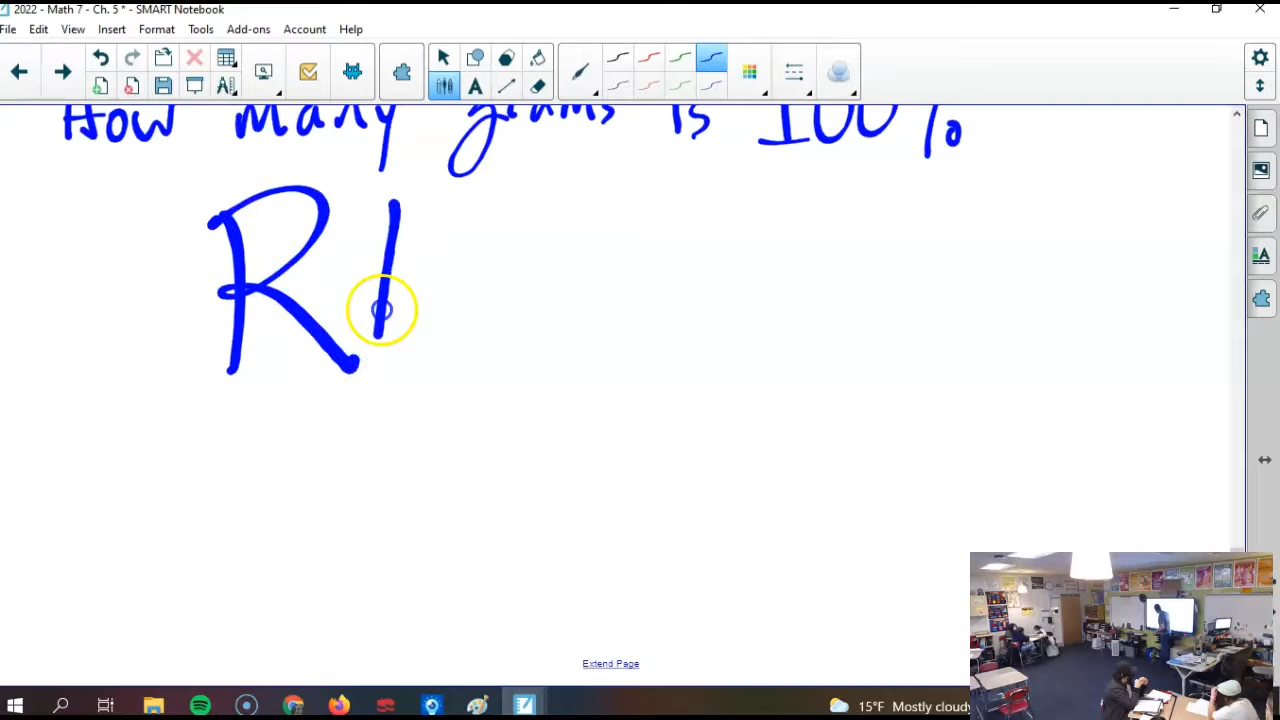 2022 - Math 7 - Ch. 5 * - SMART Notebook
File Edit View Insert Format Tools Add-ons Account Help
How many grams is 100%
R1
Extend Page
15°F Mostly cloudy